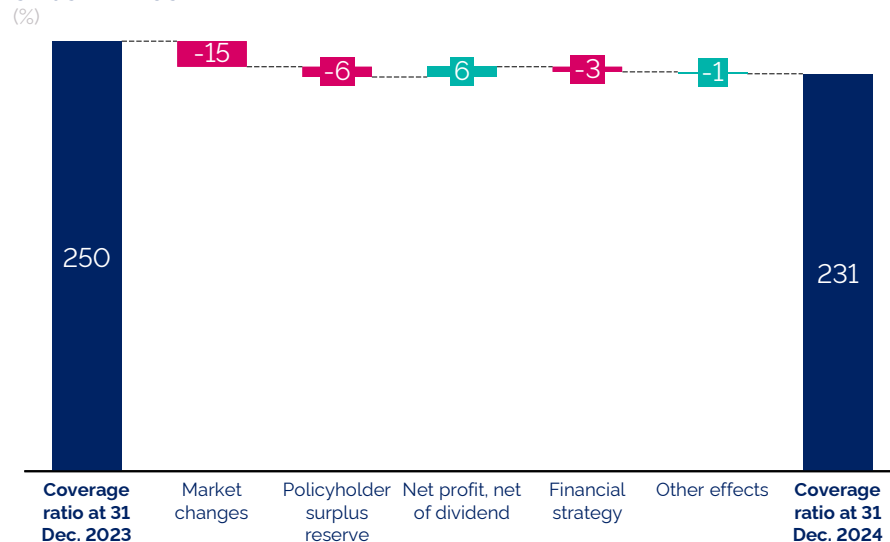 (%)
-15
-6
6
-3
-1
250
231
Coverage
ratio at 31
Dec. 2023
Market
changes
Policyholder
surplus
reserve
Net profit, net
of dividend
Financial
strategy
Other effects
Coverage
ratio at 31
Dec. 2024